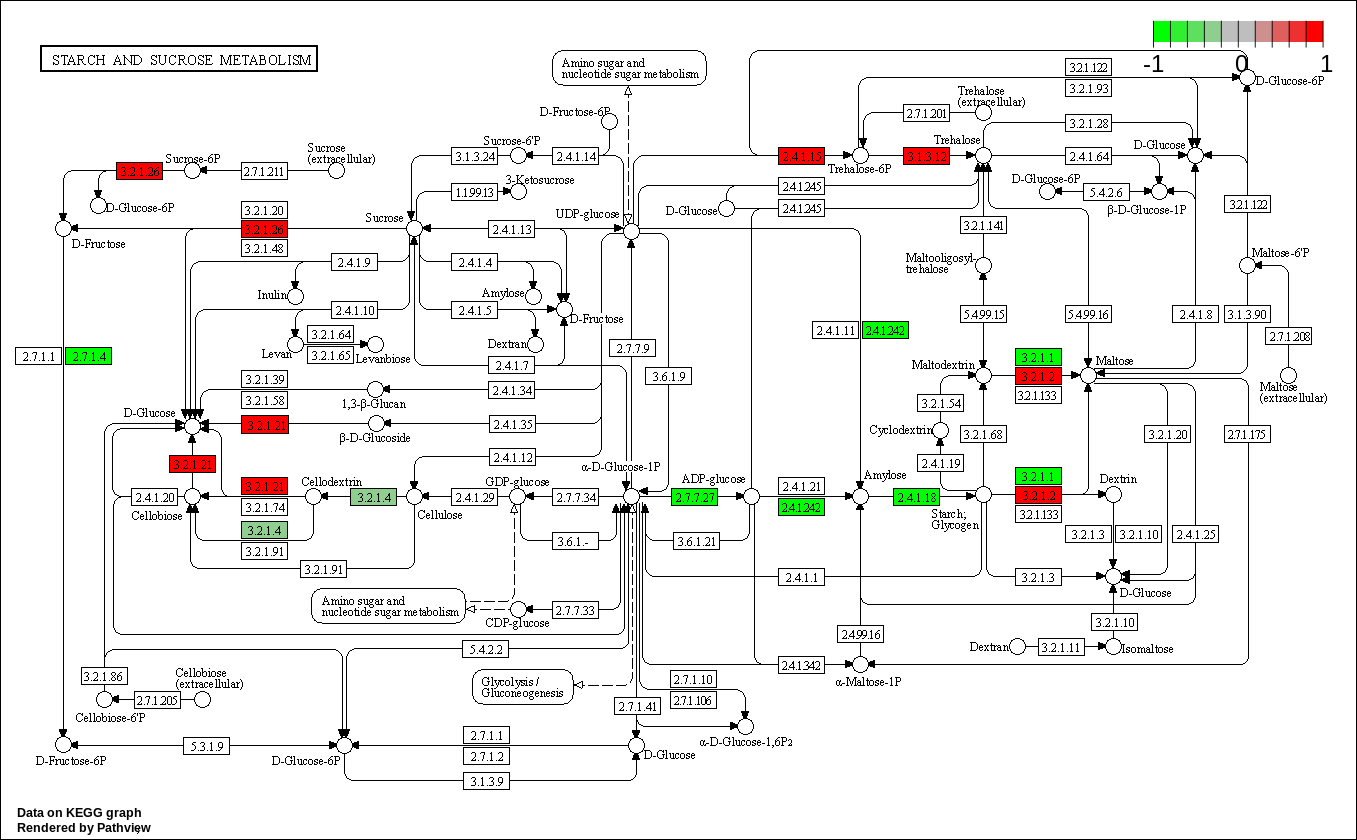 STARCH AND SUCROSE METABOLISM
-1 0 1
Amino sugar and
nucleotide sugar metabolism
3.2.1.122
D-Glucose-6P
3.2.1.93
Trehalose
(extracellular)
2.7.1.201
D-Fructose-6P
3.2.1.28
Sucrose
(extracellular)
Sucrose-6P
3.2.1.26
2.7.1.211
Sucrose-6'P
3.1.3.24
2.4.1.14
2.4.1.15
Trehalose-6P
3.1.3.12
Trehalose
2.4.1.64
D-Glucose
D-Glucose-6P
3-Ketosucrose
1.1.99.13
2.4.1.245
D-Glucose
2.4.1.245
D-Glucose-6P
5.4.2.6
β-D-Glucose-1P
3.2.1.122
3.2.1.20
3.2.1.26
3.2.1.48
D-Fructose
Sucrose
UDP-glucose
2.4.1.13
3.2.1.141
Maltooligosyl-
trehalose
Maltose-6'P
2.4.1.9
2.4.1.4
Inulin
Amylose
2.4.1.10
2.4.1.5
D-Fructose
5.4.99.15
5.4.99.16
2.4.1.8
3.1.3.90
2.7.1.208
2.4.1.11
2.4.1.242
3.2.1.64
3.2.1.65
Levan
Levanbiose
Dextran
2.7.7.9
2.7.1.1
2.7.1.4
2.4.1.7
3.6.1.9
Maltodextrin
3.2.1.1
3.2.1.2
3.2.1.133
Maltose
Maltose
(extracellular)
3.2.1.39
3.2.1.58
1,3-β-Glucan
2.4.1.34
3.2.1.54
D-Glucose
3.2.1.21
β-D-Glucoside
2.4.1.35
Cyclodextrin
3.2.1.68
3.2.1.20
2.7.1.175
3.2.1.21
2.4.1.12
2.4.1.19
α-D-Glucose-1P
ADP-glucose
Amylose
Cellodextrin
GDP-glucose
3.2.1.1
Dextrin
2.4.1.20
Cellobiose
3.2.1.21
3.2.1.74
3.2.1.4
3.2.1.91
3.2.1.4
Cellulose
2.4.1.29
2.7.7.34
2.7.7.27
2.4.1.21
2.4.1.242
2.4.1.18
Starch;
Glycogen
3.2.1.2
3.2.1.133
3.6.1.-
3.6.1.21
3.2.1.3
3.2.1.10
2.4.1.25
3.2.1.91
2.4.1.1
3.2.1.3
D-Glucose
Amino sugar and
nucleotide sugar metabolism
CDP-glucose
2.7.7.33
3.2.1.10
2.4.99.16
5.4.2.2
Dextran
3.2.1.11
Isomaltose
2.4.1.342
α-Maltose-1P
3.2.1.86
Cellobiose
(extracellular)
2.7.1.205
Cellobiose-6'P
Glycolysis /
Gluconeogenesis
2.7.1.10
2.7.1.106
2.7.1.41
α-D-Glucose-1,6P2
D-Fructose-6P
5.3.1.9
D-Glucose-6P
2.7.1.1
2.7.1.2
D-Glucose
3.1.3.9
Data on KEGG graph
Rendered by Pathview